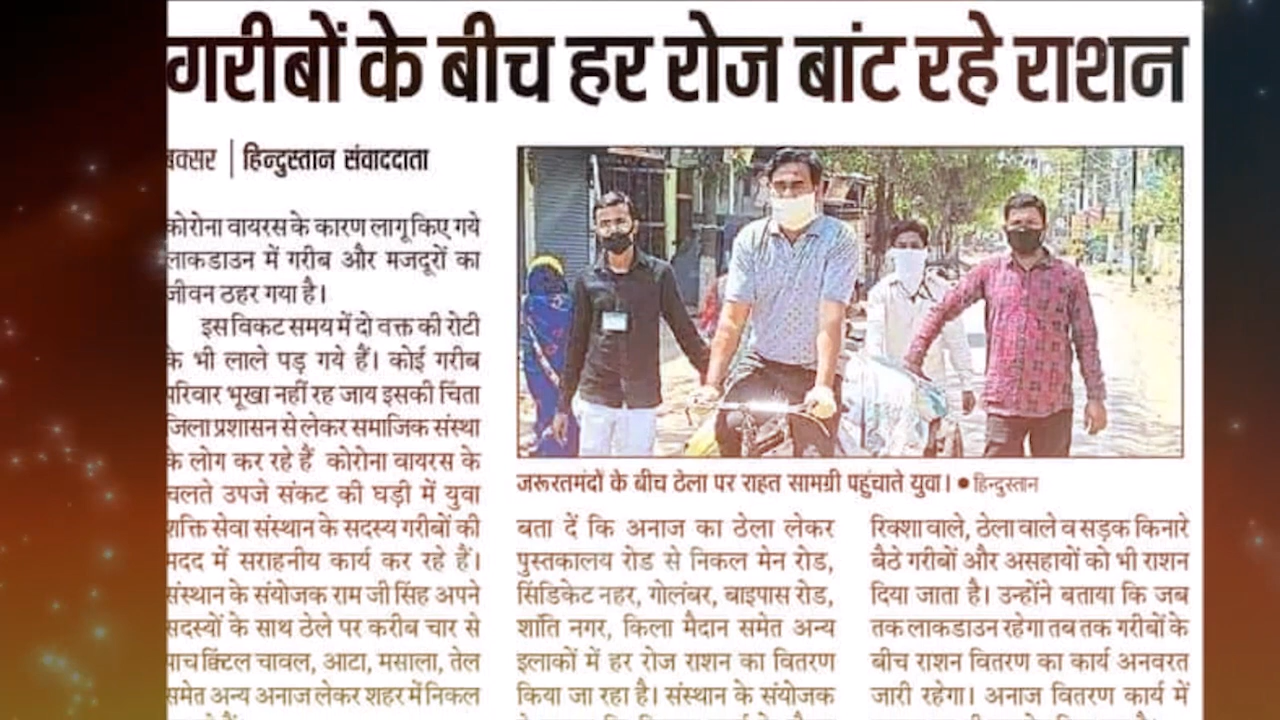 गरीबों के बीच हर रोज बांट रहे राशन
बक्सर | हिन्दुस्तान संवाददाता
कोरोना वायरस के कारण लागू किए गये
लाकडाउन में गरीब और मजदूरों का
जीवन ठहर गया है।
इस विकट समय में दो वक्त की रोटी
के भी लाले पड़ गये हैं। कोई गरीब
परिवार भूखा नहीं रह जाय इसकी चिंता
जिला प्रशासन से लेकर समाजिक संस्था
के लोग कर रहे हैं कोरोना वायरस के
चलते उपजे संकट की घड़ी में युवा
शक्ति सेवा संस्थान के सदस्य गरीबों की
मदद में सराहनीय कार्य कर रहे हैं।
संस्थान के संयोजक राम जी सिंह अपने
सदस्यों के साथ ठेले पर करीब चार से
पाच क्विंटल चावल, आटा, मसाला, तेल
समेत अन्य अनाज लेकर शहर में निकल
जरूरतमंदों के बीच ठेला पर राहत सामग्री पहुंचाते युवा। ● हिन्दुस्तान
बता दें कि अनाज का ठेला लेकर
पुस्तकालय रोड से निकल मेन रोड,
सिंडिकेट नहर, गोलंबर, बाइपास रोड,
शांति नगर, किला मैदान समेत अन्य
इलाकों में हर रोज राशन का वितरण
किया जा रहा है। संस्थान के संयोजक
रिक्शा वाले, ठेला वाले व सड़क किनारे
बैठे गरीबों और असहायों को भी राशन
दिया जाता है। उन्होंने बताया कि जब
तक लाकडाउन रहेगा तब तक गरीबों के
बीच राशन वितरण का कार्य अनवरत
जारी रहेगा। अनाज वितरण कार्य में